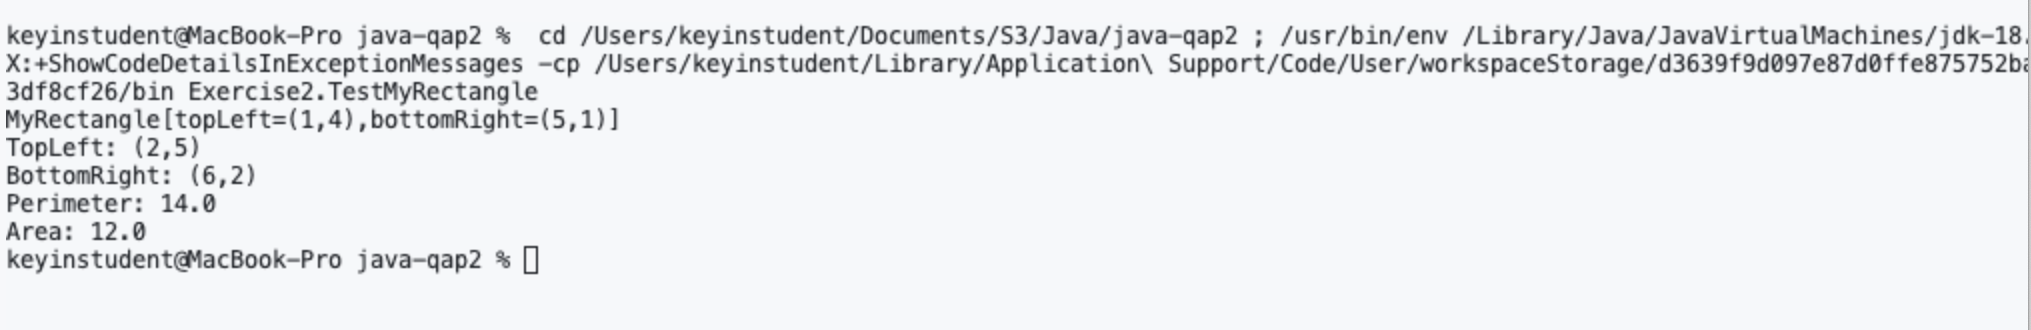 keyinstudent@MacBook-Pro java-qap2 %  cd /Users/keyinstudent/Documents/S3/Java/java-qap2 ; /usr/bin/env /Library/Java/JavaVirtualMachines/jdk-18.
X:+ShowCodeDetailsInExceptionMessages -cp /Users/keyinstudent/Library/Application\ Support/Code/User/workspaceStorage/d3639f9d097e87d0ffe875752ba
3df8cf26/bin Exercise2.TestMyRectangle
MyRectangle[topLeft=(1,4),bottomRight=(5,1)]
TopLeft: (2,5)
BottomRight: (6,2)
Perimeter: 14.0
Area: 12.0
keyinstudent@MacBook-Pro java-qap2 %